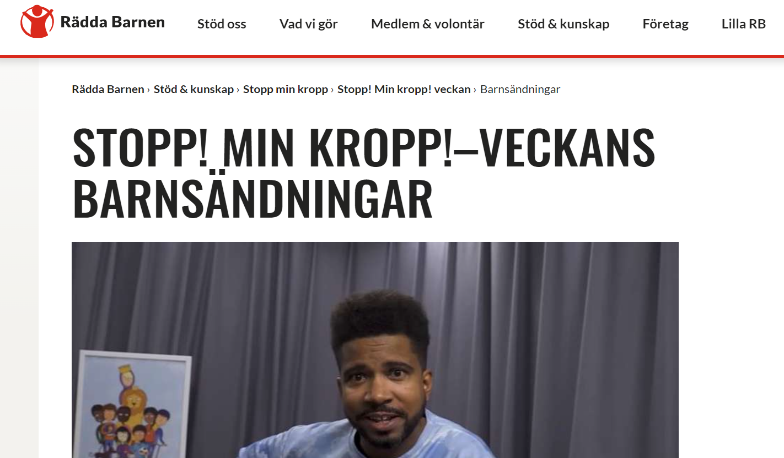 Rädda Barnen
Stöd oss Vad vi gör Medlem & volontär Stöd & kunskap Företag Lilla RB
Rädda Barnen › Stöd & kunskap › Stopp min kropp › Stopp! Min kropp! veckan › Barnsändningar
STOPP! MIN KROPP!–VECKANS
BARNSÄNDNINGAR